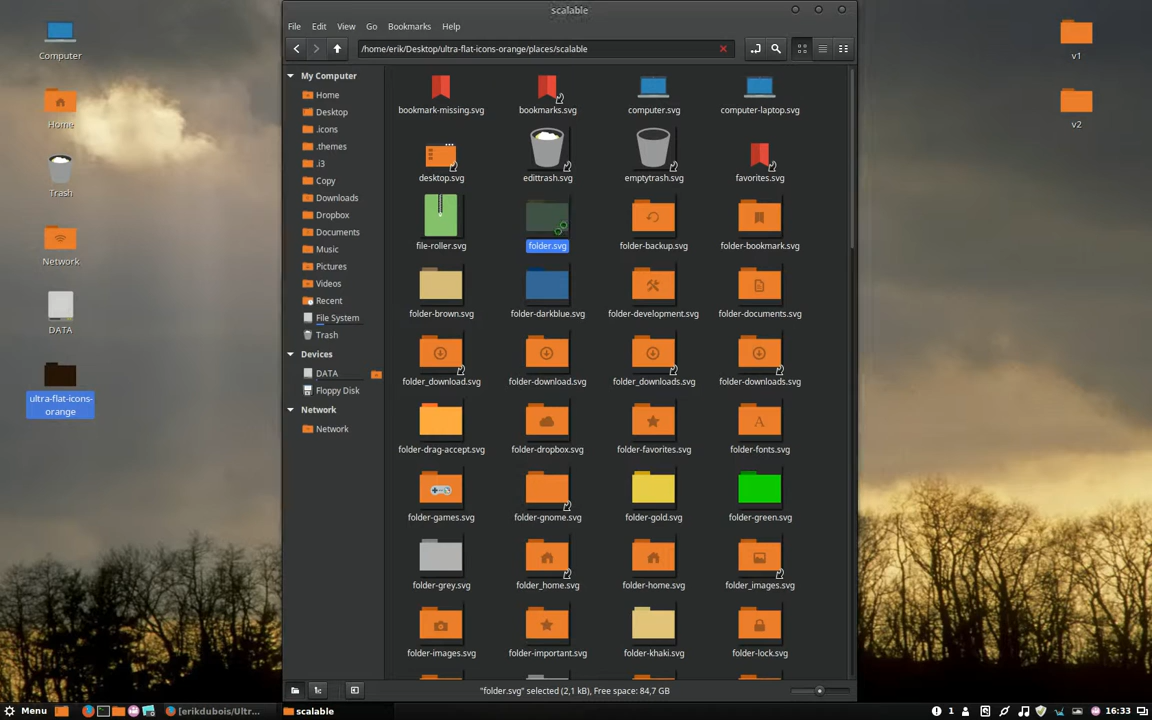 scalable
File Edit View Go Bookmarks Help
/home/erik/Desktop/ultra-flat-icons-orange/places/scalable
Computer
Home
Trash
Network
DATA
ultra-flat-icons-
orange
v1
v2
My Computer
Home
Desktop
.icons
.themes
.i3
Copy
Downloads
Dropbox
Documents
Music
Pictures
Videos
Recent
File System
Trash
Devices
DATA
Floppy Disk
Network
Network
bookmark-missing.svg bookmarks.svg computer.svg computer-laptop.svg
desktop.svg edittrash.svg emptytrash.svg favorites.svg
file-roller.svg folder.svg folder-backup.svg folder-bookmark.svg
folder-brown.svg folder-darkblue.svg folder-development.svg folder-documents.svg
folder_download.svg folder-download.svg folder_downloads.svg folder-downloads.svg
folder-drag-accept.svg folder-dropbox.svg folder-favorites.svg folder-fonts.svg
folder-games.svg folder-gnome.svg folder-gold.svg folder-green.svg
folder-grey.svg folder_home.svg folder-home.svg folder_images.svg
folder-images.svg folder-important.svg folder-khaki.svg folder-lock.svg
"folder.svg" selected (2,1 kB), Free space: 84,7 GB
Menu [erikdubois/Ultr... scalable 1 16:33